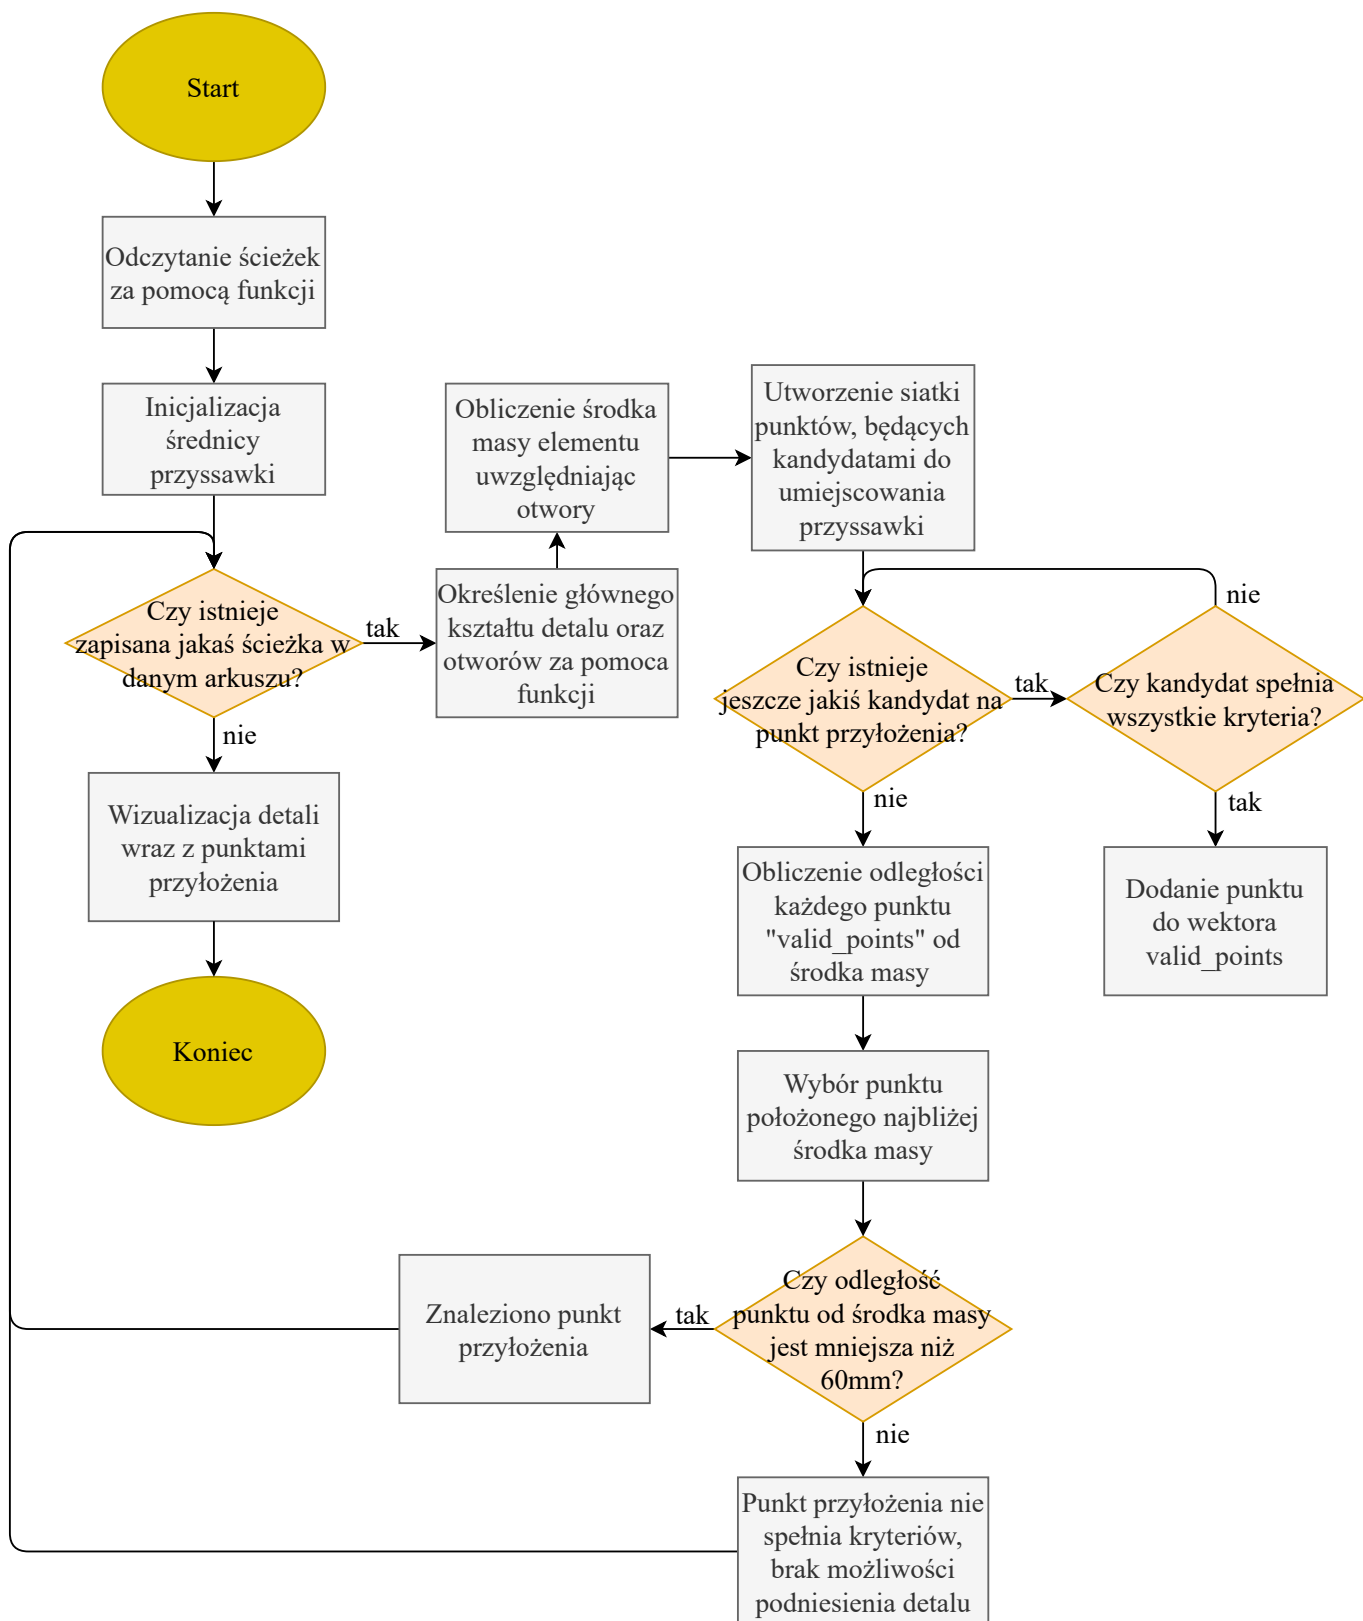 Start
Odczytanie ścieżek
za pomocą funkcji
Inicjalizacja
średnicy
przyssawki
Czy istnieje
zapisana jakaś ścieżka w
danym arkuszu?
tak
nie
Wizualizacja detali
wraz z punktami
przyłożenia
Koniec
Określenie głównego
kształtu detalu oraz
otworów za pomoca
funkcji
Obliczenie środka
masy elementu
uwzględniając
otwory
Utworzenie siatki
punktów, będących
kandydatami do
umiejscowania
przyssawki
Czy istnieje
jeszcze jakiś kandydat na
punkt przyłożenia?
tak
nie
Czy kandydat spełnia
wszystkie kryteria?
nie
tak
Dodanie punktu
do wektora
valid_points
Obliczenie odległości
każdego punktu
"valid_points" od
środka masy
Wybór punktu
położonego najbliżej
środka masy
Czy odległość
punktu od środka masy
jest mniejsza niż
60mm?
tak
nie
Znaleziono punkt
przyłożenia
Punkt przyłożenia nie
spełnia kryteriów,
brak możliwości
podniesienia detalu